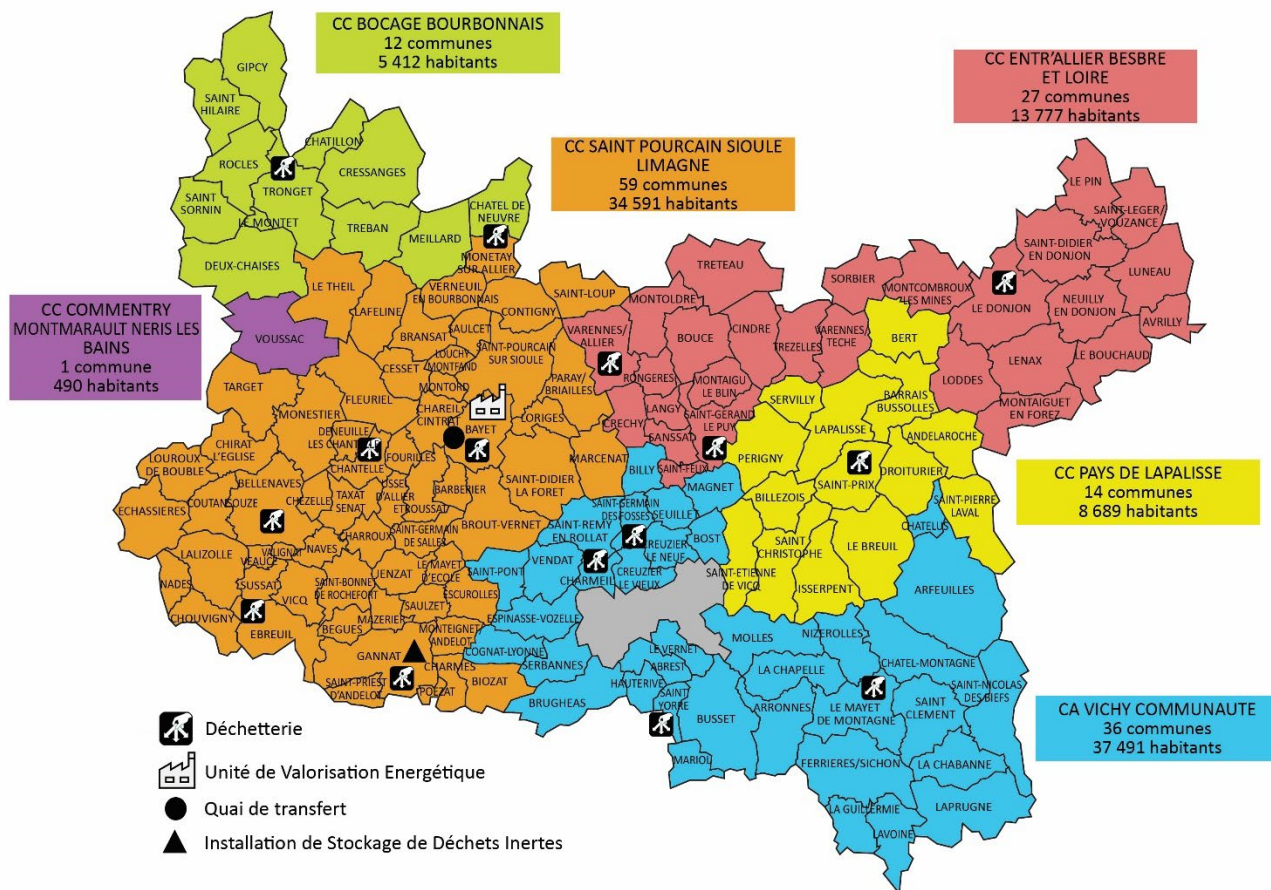 CC BOCAGE BOURBONNAIS
12 communes
5 412 habitants
CC ENTR'ALLIER BESBRE
ET LOIRE
27 communes
13 777 habitants
CC SAINT POURCAIN SIOULE
LIMAGNE
59 communes
34 591 habitants
CC COMMENTRY
MONTMARAULT NERIS LES
BAINS
1 commune
490 habitants
CC PAYS DE LAPALISSE
14 communes
8 689 habitants
CA VICHY COMMUNAUTE
36 communes
37 491 habitants
GIPCY
SAINT
HILAIRE
CHATILLON
ROCLES
CRESSANGES
TRONGET
SAINT
SORNIN
LE MONTET
TREBAN
MEILLARD
CHATEL DE
NEUVRE
DEUX-CHAISES
VOUSSAC
MONETAY
SUR ALLIER
LE THEIL
VERNEUIL
EN BOURBONNAIS
LAFELINE
CONTIGNY
SAINT-LOUP
BRANSAT
SAULCET
LOUCHY
MONTFAND
SAINT-POURCAIN
SUR SIOULE
CESSET
MONTORD
PARAY/
BRIAILLES
TARGET
FLEURIEL
MONESTIER
CHAREIL
CINTRAT
BAYET
LORIGES
DENEUILLE
LES CHANTELLE
CHIRAT
L'EGLISE
LOUROUX
DE BOUBLE
CHANTELLE
FOURILLES
MARCENAT
BELLENAVES
USSEL
D'ALLIER
BARBERIER
SAINT-DIDIER
LA FORET
ECHASSIERES
COUTANSOUZE
CHEZELLE
TAXAT
SENAT
ETROUSSAT
CHARROUX
SAINT-GERMAIN
DE SALLES
BROUT-VERNET
LALIZOLLE
VALIGNAT
VEAUCE
NAVES
JENZAT
LE MAYET
D'ECOLE
NADES
SUSSAT
VICQ
SAINT-BONNET
DE ROCHEFORT
ESCUROLLES
SAULZET
CHOUVIGNY
EBREUIL
BEGUES
MAZERIER
MONTEIGNET/
ANDELOT
GANNAT
CHARMES
SAINT-PRIEST
D'ANDELOT
POEZAT
BIOZAT
LE PIN
SAINT-LEGER/
VOUZANCE
SAINT-DIDIER
EN DONJON
TRETEAU
SORBIER
LUNEAU
MONTCOMBROUX
LES MINES
MONTOLDRE
LE DONJON
NEUILLY
EN DONJON
AVRILLY
VARENNES/
ALLIER
BOUCE
CINDRE
TREZELLES
VARENNES/
TECHE
LE BOUCHAUD
LENAX
RONGERES
MONTAIGU
LE BLIN
LODDES
MONTAIGUET
EN FOREZ
LANGY
CRECHY
SAINT-GERAND
LE PUY
SANSSAT
SAINT-FELIX
BERT
SERVILLY
BARRAIS
BUSSOLLES
LAPALISSE
ANDELAROCHE
PERIGNY
DROITURIER
SAINT-PRIX
BILLEZOIS
SAINT-PIERRE
LAVAL
SAINT
CHRISTOPHE
LE BREUIL
SAINT-ETIENNE
DE VICQ
ISSERPENT
BILLY
MAGNET
SAINT-GERMAIN
DES FOSSES
SEUILLET
SAINT-REMY
EN ROLLAT
BOST
CREUZIER
LE NEUF
VENDAT
CHARMEIL
CREUZIER
LE VIEUX
SAINT-PONT
CHATELUS
ARFEUILLES
ESPINASSE-VOZELLE
COGNAT-LYONNE
SERBANNES
BRUGHEAS
LE VERNET
ABREST
HAUTERIVE
SAINT
YORRE
MOLLES
NIZEROLLES
LA CHAPELLE
CHATEL-MONTAGNE
SAINT-NICOLAS
DES BIEFS
BUSSET
ARRONNES
LE MAYET
DE MONTAGNE
SAINT
CLEMENT
MARIOL
FERRIERES/SICHON
LA CHABANNE
LA GUILLERMIE
LAPRUGNE
LAVOINE
Déchetterie
Unité de Valorisation Energétique
Quai de transfert
Installation de Stockage de Déchets Inertes